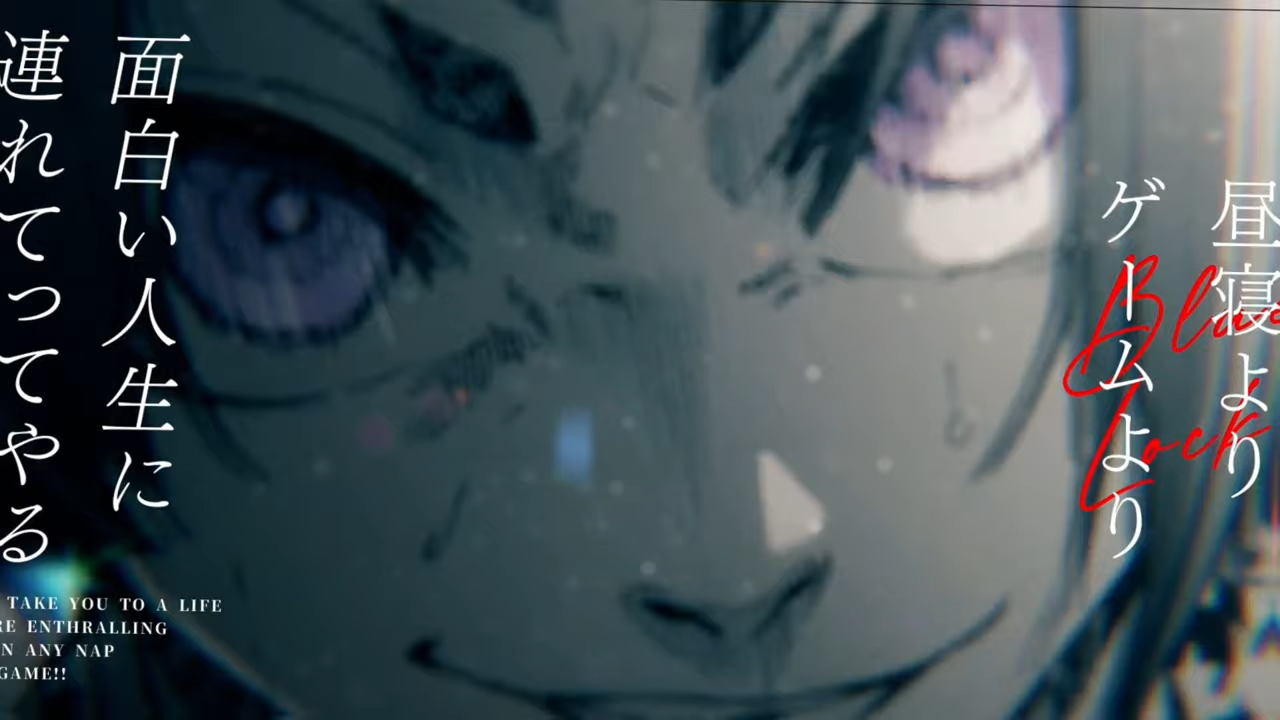 昼寝より
ゲームより
面白い人生に
連れてってやる
Blue
Lock
TAKE YOU TO A LIFE
RE ENTHRALLING
N ANY NAP
GAME!!